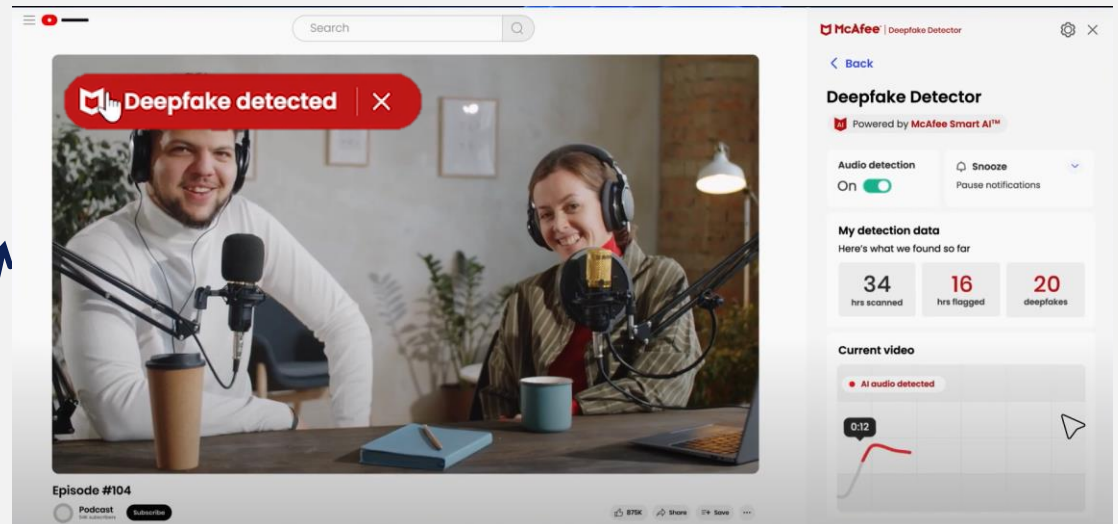 Search
Deepfake detected
Episode #104
Podcast
Subscribe
875K Share Save
McAfee | Deepfake Detector
Back
Deepfake Detector
AI Powered by McAfee Smart AI™
Audio detection
On
Snooze
Pause notifications
My detection data
Here's what we found so far
34
hrs scanned
16
hrs flagged
20
deepfakes
Current video
AI audio detected
0:12